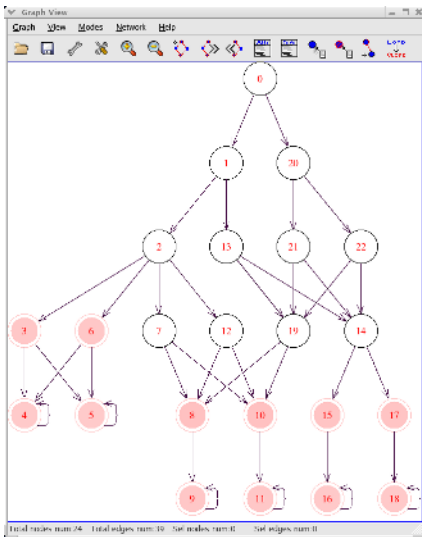 Graph View
Graph View Modes Network Help
0
1 20
2 13 21 22
3 6 7 12 19 14
4 5 8 10 15 17
9 11 16 18
Total nodes num:24 Total edges num:39 Sel nodes num:0 Sel edges num:0